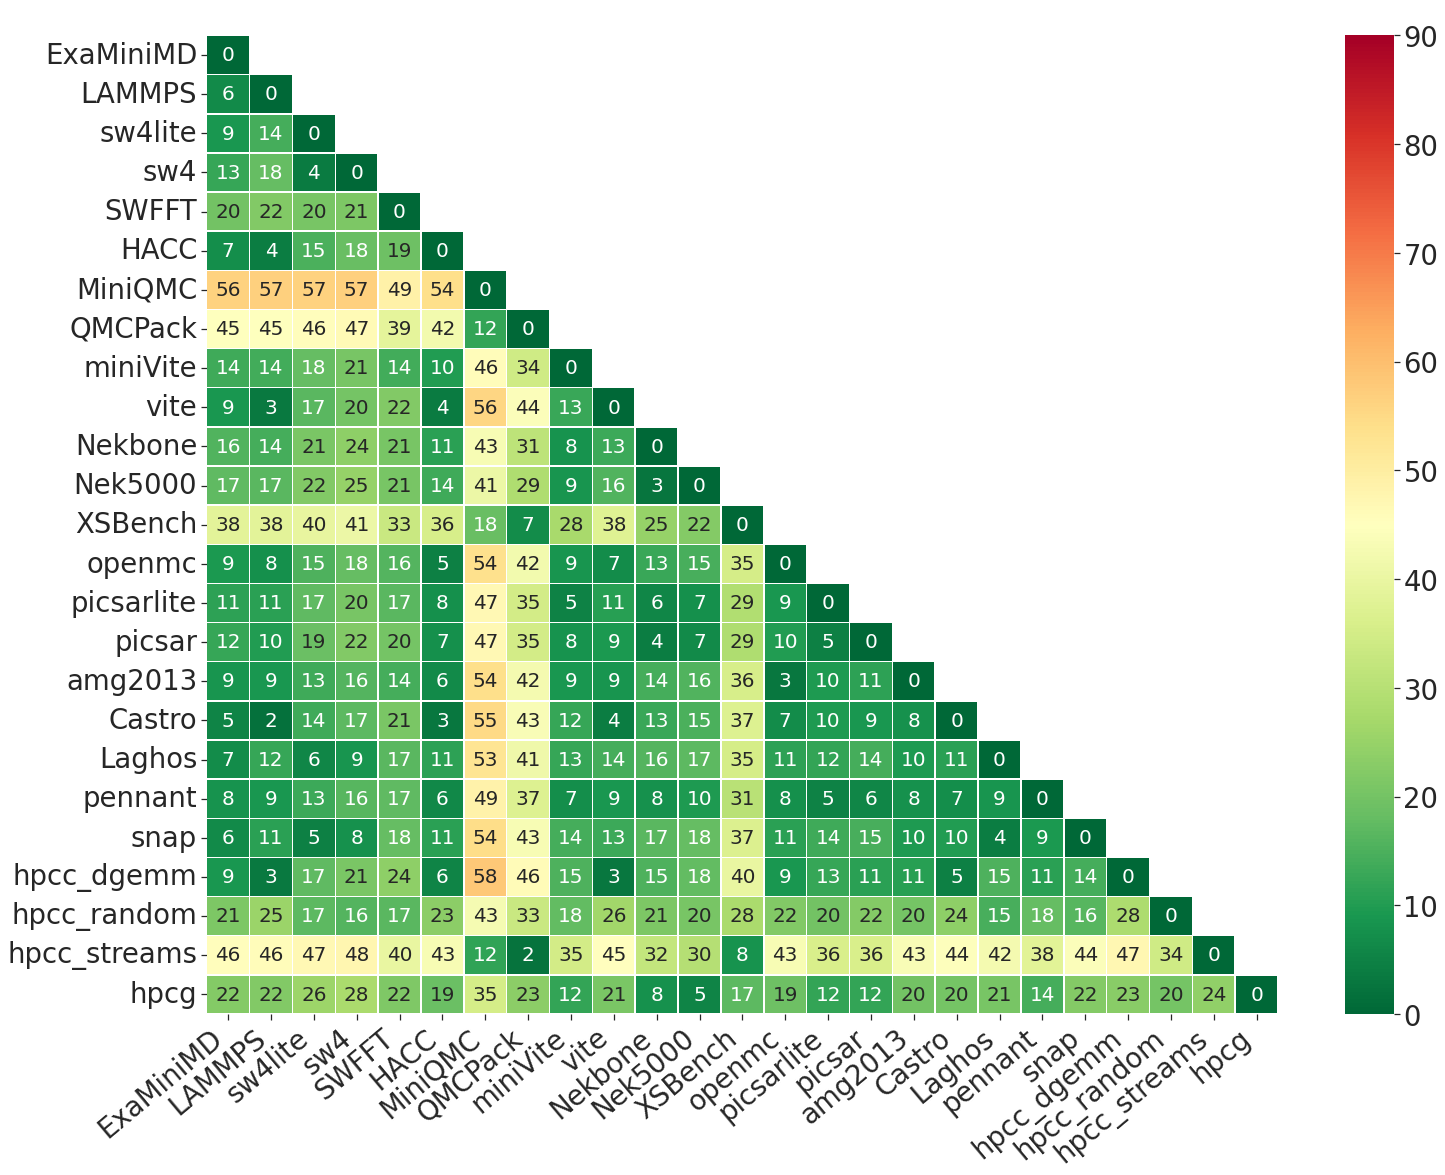 ExaMiniMD 0 90
LAMMPS 6 0
sw4lite 9 14 0 80
sw4 13 18 4 0
SWFFT 20 22 20 21 0
HACC 7 4 15 18 19 0 70
MiniQMC 56 57 57 57 49 54 0
QMCPack 45 45 46 47 39 42 12 0 60
miniVite 14 14 18 21 14 10 46 34 0
vite 9 3 17 20 22 4 56 44 13 0
Nekbone 16 14 21 24 21 11 43 31 8 13 0 50
Nek5000 17 17 22 25 21 14 41 29 9 16 3 0
XSBench 38 38 40 41 33 36 18 7 28 38 25 22 0
openmc 9 8 15 18 16 5 54 42 9 7 13 15 35 0 40
picsarlite 11 11 17 20 17 8 47 35 5 11 6 7 29 9 0
picsar 12 10 19 22 20 7 47 35 8 9 4 7 29 10 5 0
amg2013 9 9 13 16 14 6 54 42 9 9 14 16 36 3 10 11 0 30
Castro 5 2 14 17 21 3 55 43 12 4 13 15 37 7 10 9 8 0
Laghos 7 12 6 9 17 11 53 41 13 14 16 17 35 11 12 14 10 11 0
pennant 8 9 13 16 17 6 49 37 7 9 8 10 31 8 5 6 8 7 9 0 20
snap 6 11 5 8 18 11 54 43 14 13 17 18 37 11 14 15 10 10 4 9 0
hpcc_dgemm 9 3 17 21 24 6 58 46 15 3 15 18 40 9 13 11 11 5 15 11 14 0
hpcc_random 21 25 17 16 17 23 43 33 18 26 21 20 28 22 20 22 20 24 15 18 16 28 0 10
hpcc_streams 46 46 47 48 40 43 12 2 35 45 32 30 8 43 36 36 43 44 42 38 44 47 34 0
hpcg 22 22 26 28 22 19 35 23 12 21 8 5 17 19 12 12 20 20 21 14 22 23 20 24 0 0
ExaMiniMD
LAMMPS
sw4lite
sw4
SWFFT
HACC
MiniQMC
QMCPack
miniVite
vite
Nekbone
Nek5000
XSBench
openmc
picsarlite
picsar
amg2013
Castro
Laghos
pennant
snap
hpcc_dgemm
hpcc_random
hpcc_streams
hpcg